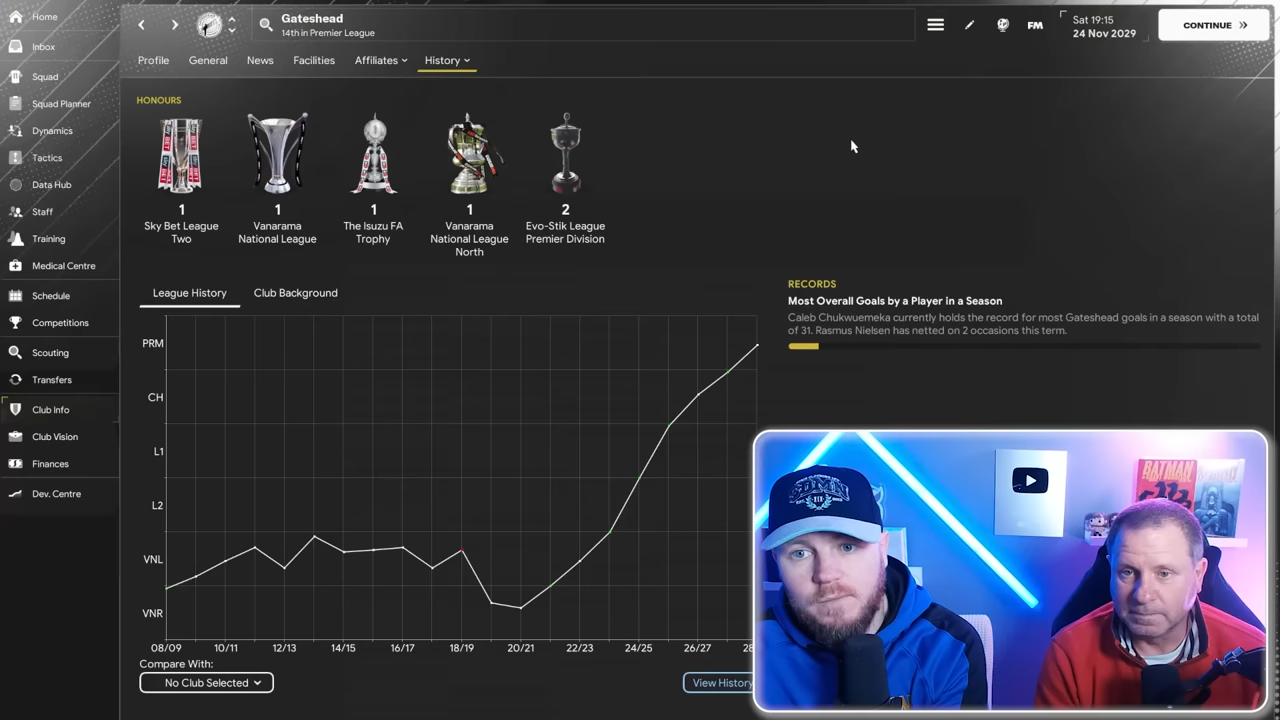 Home
Inbox
Squad
Squad Planner
Dynamics
Tactics
Data Hub
Staff
Training
Medical Centre
Schedule
Competitions
Scouting
Transfers
Club Info
Club Vision
Finances
Dev. Centre
Gateshead
14th in Premier League
FM
Sat 19:15
24 Nov 2029
CONTINUE
Profile
General
News
Facilities
Affiliates
History
HONOURS
1
Sky Bet League
Two
1
Vanarama
National League
1
The Isuzu FA
Trophy
1
Vanarama
National League
North
2
Evo-Stik League
Premier Division
League History
Club Background
PRM
CH
L1
L2
VNL
VNR
08/09
10/11
12/13
14/15
16/17
18/19
20/21
22/23
24/25
26/27
28
Compare With:
No Club Selected
View History
RECORDS
Most Overall Goals by a Player in a Season
Caleb Chukwuemeka currently holds the record for most Gateshead goals in a season with a total
of 31. Rasmus Nielsen has netted on 2 occasions this term.
SDMN
BATMAN